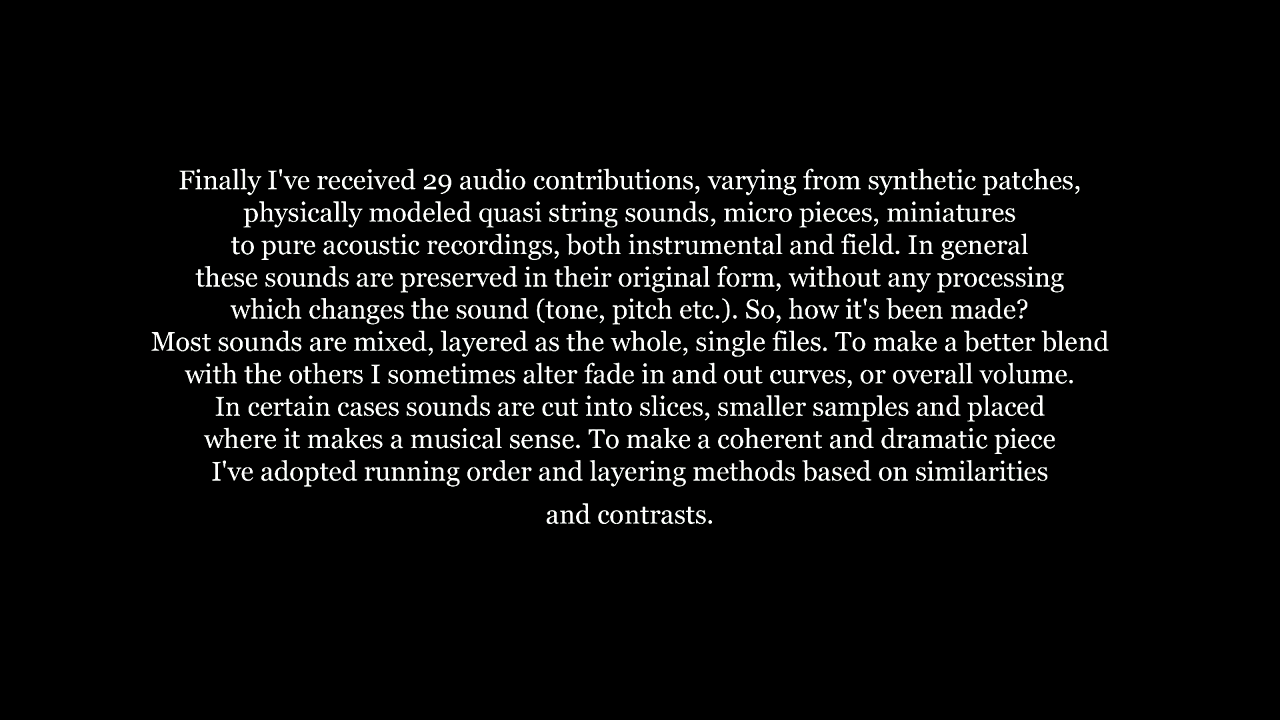 Finally I've received 29 audio contributions, varying from synthetic patches,
physically modeled quasi string sounds, micro pieces, miniatures
to pure acoustic recordings, both instrumental and field. In general
these sounds are preserved in their original form, without any processing
which changes the sound (tone, pitch etc.). So, how it's been made?
Most sounds are mixed, layered as the whole, single files. To make a better blend
with the others I sometimes alter fade in and out curves, or overall volume.
In certain cases sounds are cut into slices, smaller samples and placed
where it makes a musical sense. To make a coherent and dramatic piece
I've adopted running order and layering methods based on similarities
and contrasts.